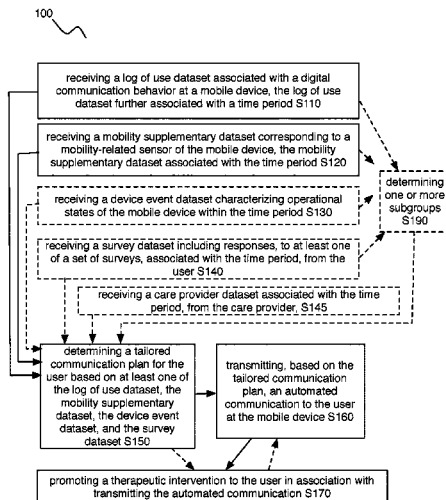 100
receiving a log of use dataset associated with a digital
communication behavior at a mobile device, the log of use
dataset further associated with a time period S110
receiving a mobility supplementary dataset corresponding to a
mobility-related sensor of the mobile device, the mobility
supplementary dataset associated with the time period S120
receiving a device event dataset characterizing operational
states of the mobile device within the time period S130
determining
one or more
subgroups
S190
receiving a survey dataset including responses, to at least one
of a set of surveys, associated with the time period, from the
user S140
receiving a care provider dataset associated with the time
period, from the care provider, S145
determining a tailored
communication plan for the
user based on at least one of
the log of use dataset, the
mobility supplementary
dataset, the device event
dataset, and the survey
dataset S150
transmitting, based on the
tailored communication
plan, an automated
communication to the user
at the mobile device S160
promoting a therapeutic intervention to the user in association with
transmitting the automated communication S170